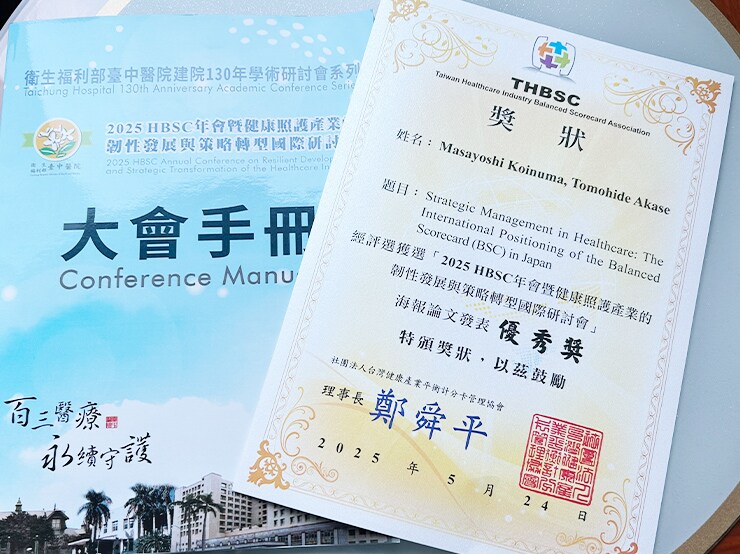 衛生福利部臺中醫院建院130年學術研討會系列
Taichung Hospital 130th Anniversary Academic Conference
2025 HBSC年會暨健康照護產業
韌性發展與策略轉型國際研討
2025 HBSC Annual Conference on Resilient
and Strategic Transformation of the Healthcare
臺中醫院
大會手冊
Conference Manu
百三醫療
永續守護
THBSC
Taiwan Healthcare Industry Balanced Scorecard Association
獎狀
姓名：Masayoshi Koinuma, Tomohide Akase
題目：Strategic Management in Healthcare: The
International Positioning of the Balanced
Scorecard (BSC) in Japan
經評選獲選「2025 HBSC年會暨健康照護產業的
韌性發展與策略轉型國際研討會」
海報論文發表 優秀獎
特頒獎狀，以茲鼓勵
社團法人台灣健康產業平衡計分卡管理協會
理事長 鄭舜平
2025年5月24日